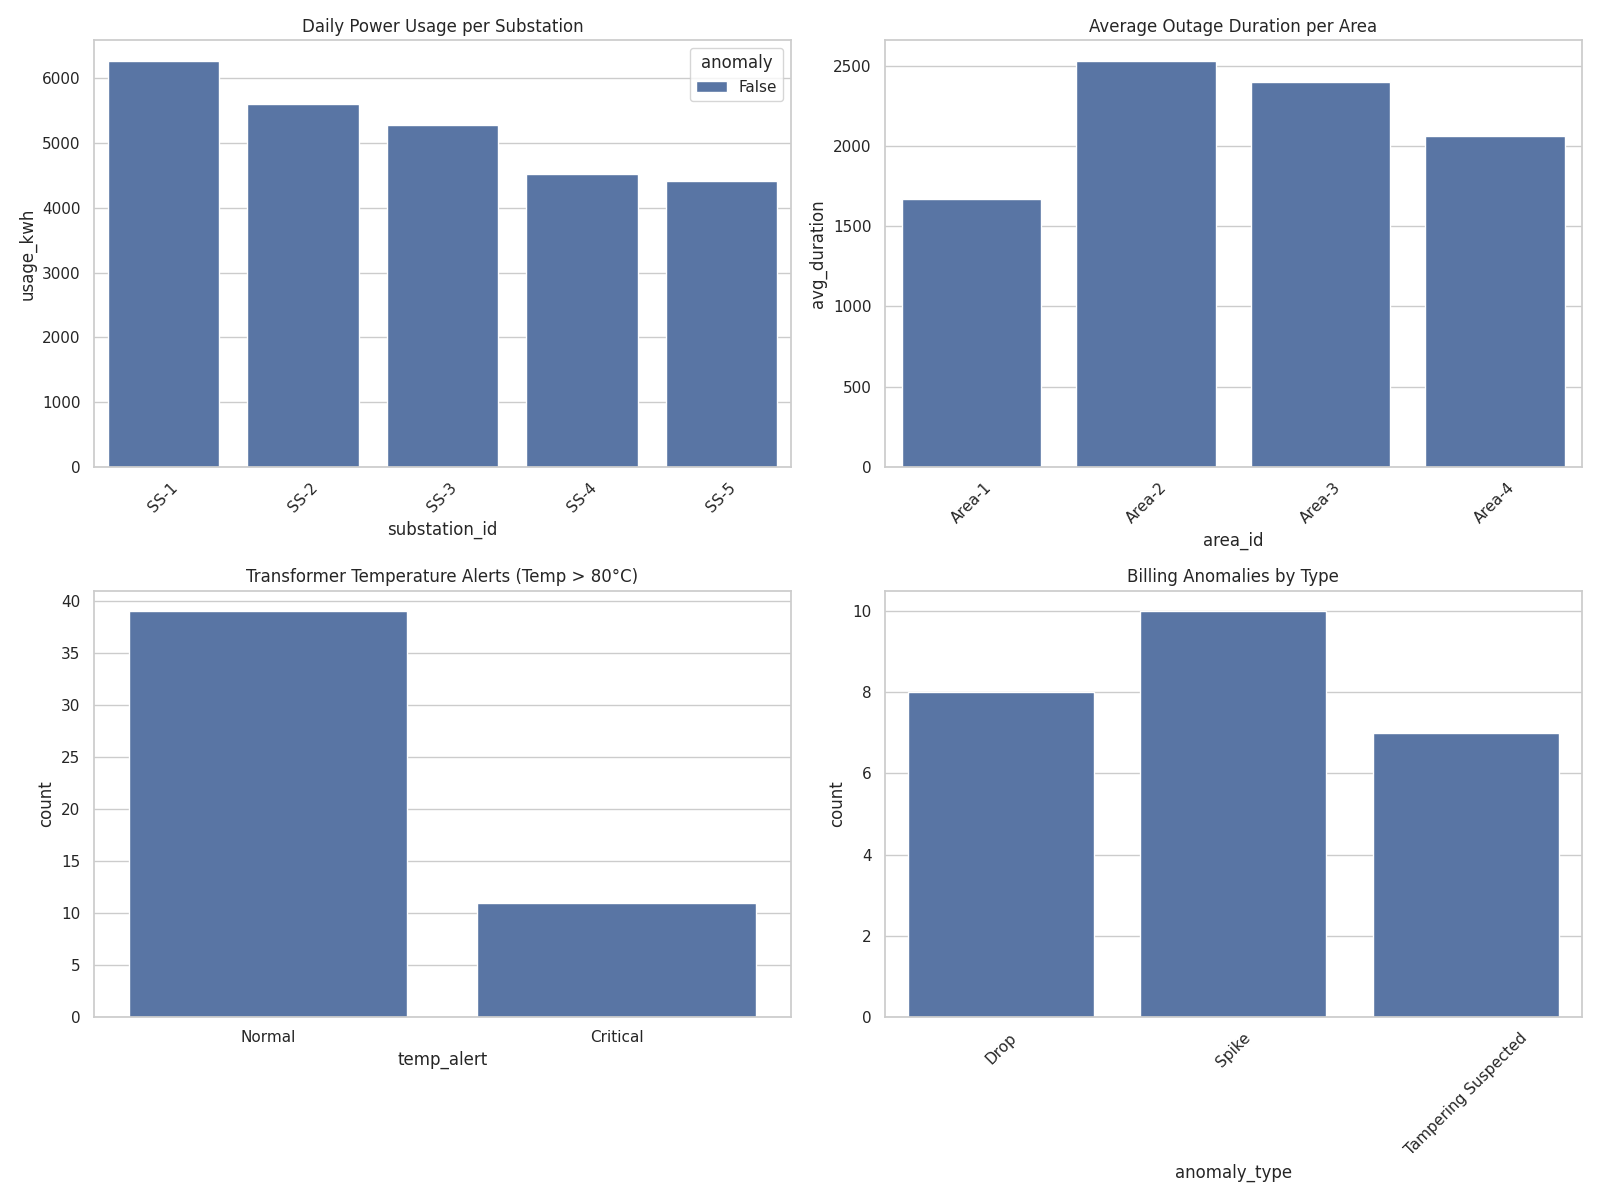 Daily Power Usage per Substation
anomaly
False
6000
5000
4000
3000
2000
1000
0
usage_kwh
SS-1
SS-2
SS-3
SS-4
SS-5
substation_id
Average Outage Duration per Area
2500
2000
1500
1000
500
0
avg_duration
Area-1
Area-2
Area-3
Area-4
area_id
Transformer Temperature Alerts (Temp > 80°C)
40
35
30
25
20
15
10
5
0
count
Normal
Critical
temp_alert
Billing Anomalies by Type
10
8
6
4
2
0
count
Drop
Spike
Tampering Suspected
anomaly_type